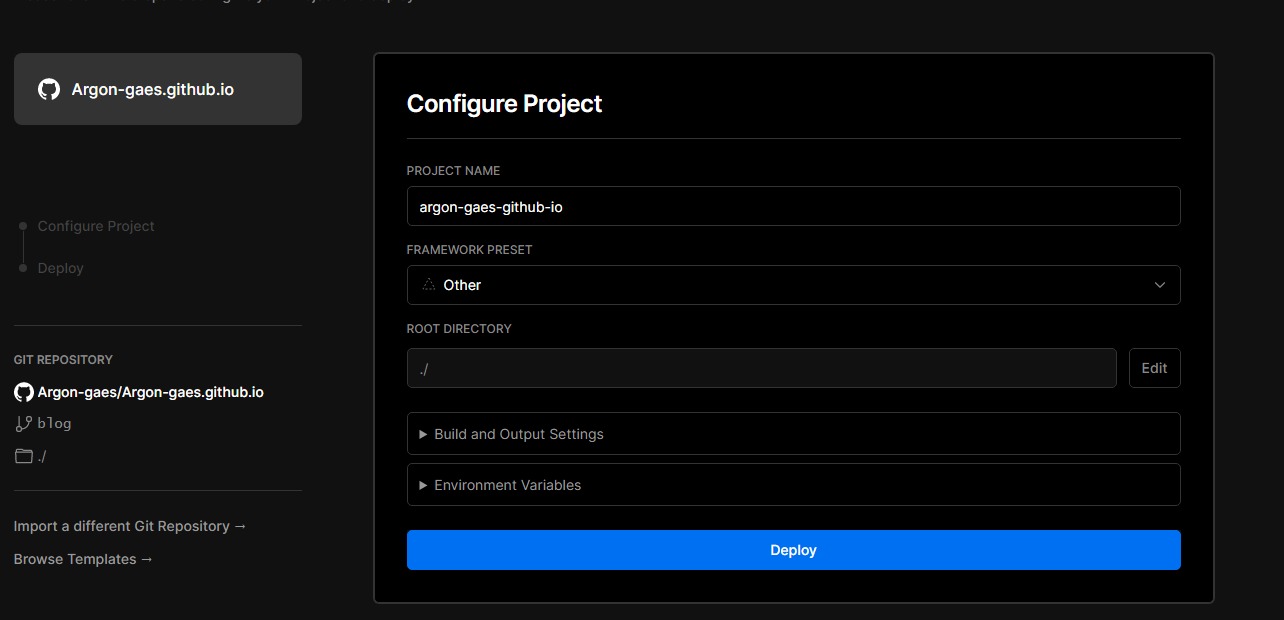 Argon-gaes.github.io
Configure Project
Deploy
GIT REPOSITORY
Argon-gaes/Argon-gaes.github.io
blog
./
Import a different Git Repository →
Browse Templates →
Configure Project
PROJECT NAME
argon-gaes-github-io
FRAMEWORK PRESET
Other
ROOT DIRECTORY
./
Edit
Build and Output Settings
Environment Variables
Deploy